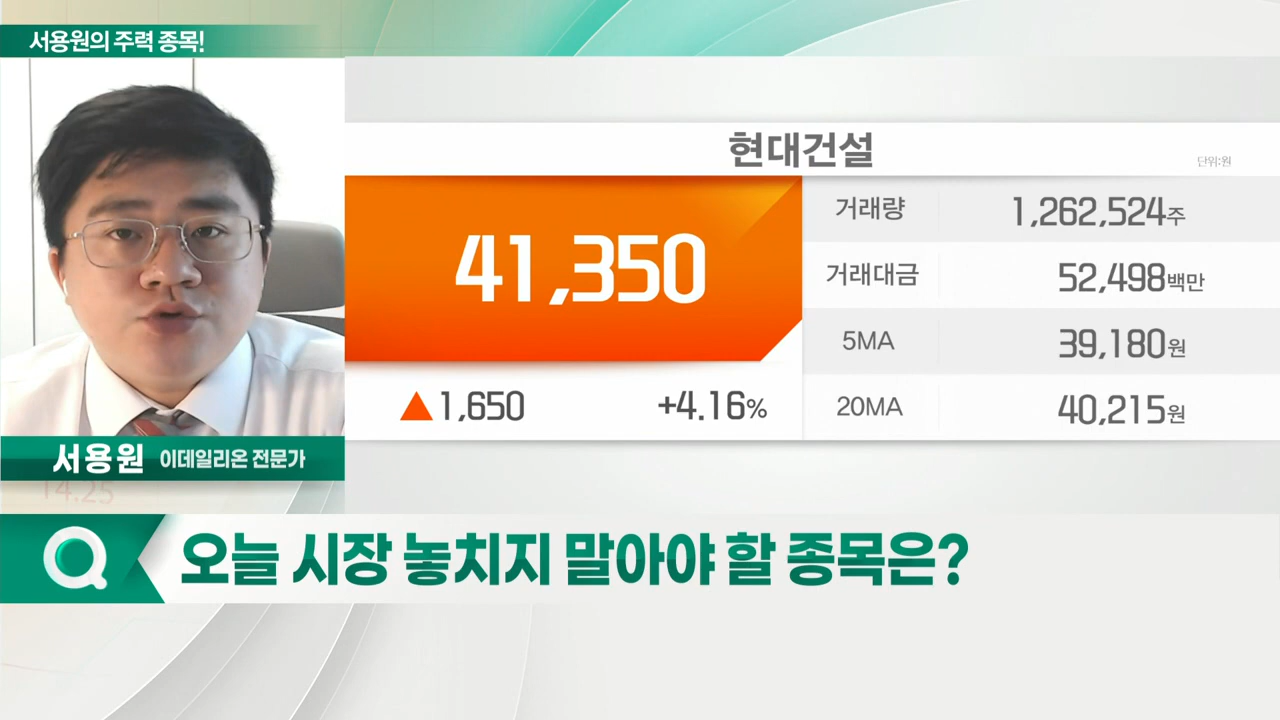 서용원의 주력 종목!
현대건설
단위:원
41,350
▲1,650 +4.16%
거래량 1,262,524주
거래대금 52,498백만
5MA 39,180원
20MA 40,215원
서용원 이데일리온 전문가
14.25
Q 오늘 시장 놓치지 말아야 할 종목은?